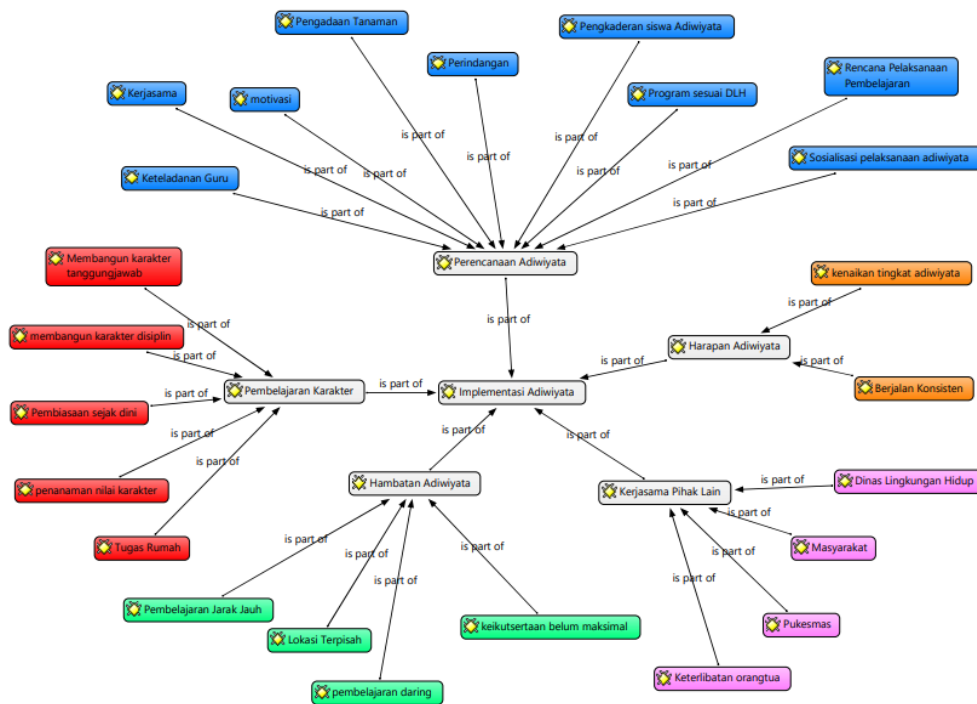 Pengadaan Tanaman
Pengkaderan siswa Adiwiyata
Perindangan
Rencana Pelaksanaan
Pembelajaran
Kerjasama
motivasi
Program sesuai DLH
is part of
is part of
is part of
is part of
is part of
is part of
is part of
Sosialisasi pelaksanaan adiwiyata
Keteladanan Guru
is part of
is part of
Membangun karakter
tanggungjawab
Perencanaan Adiwiyata
kenaikan tingkat adiwiyata
is part of
is part of
is part of
membangun karakter disiplin
Harapan Adiwiyata
is part of
is part of
is part of
Pembelajaran Karakter
is part of
Implementasi Adiwiyata
Berjalan Konsisten
is part of
Pembiasaan sejak dini
is part of
is part of
is part of
is part of
Hambatan Adiwiyata
Kerjasama Pihak Lain
is part of
Dinas Lingkungan Hidup
penanaman nilai karakter
is part of
Tugas Rumah
Masyarakat
is part of
is part of
is part of
is part of
is part of
is part of
Pembelajaran Jarak Jauh
Lokasi Terpisah
keikutsertaan belum maksimal
Pukesmas
pembelajaran daring
Keterlibatan orangtua